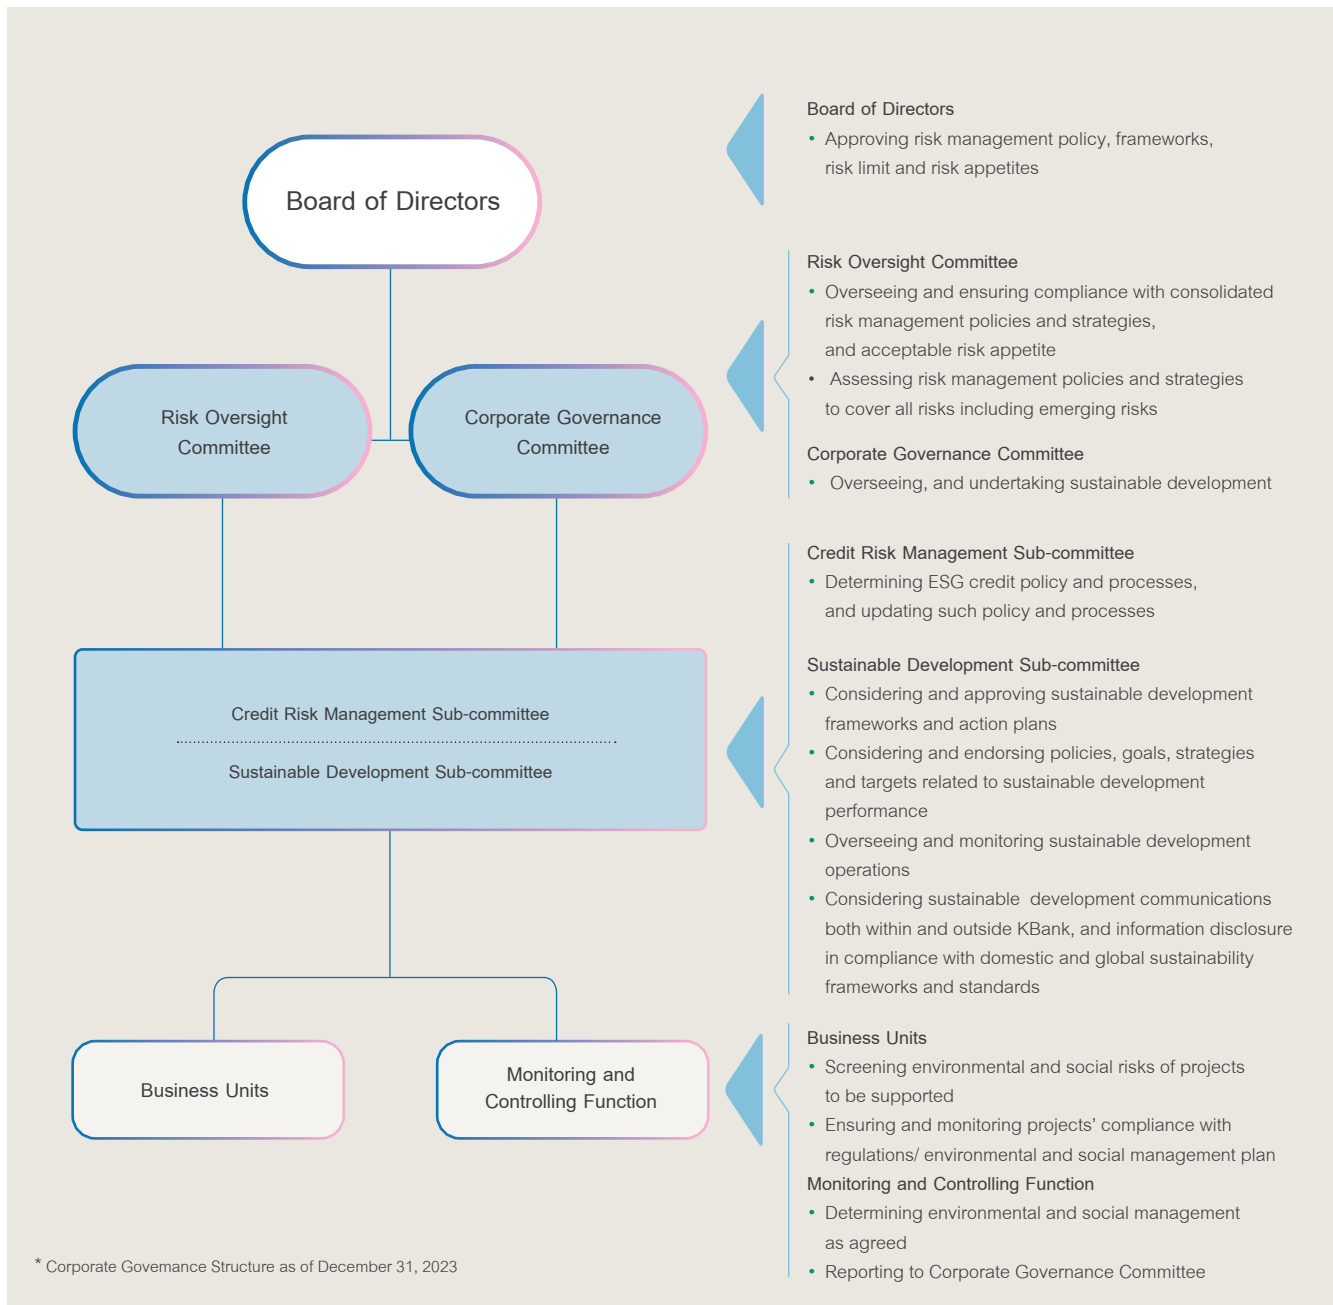 Board of Directors
Risk Oversight
Committee
Corporate Governance
Committee
Credit Risk Management Sub-committee
Sustainable Development Sub-committee
Business Units
Monitoring and
Controlling Function
* Corporate Govemance Structure as of December 31, 2023
Board of Directors
• Approving risk management policy, frameworks,
risk limit and risk appetites
Risk Oversight Committee
• Overseeing and ensuring compliance with consolidated
risk management policies and strategies,
and acceptable risk appetite
• Assessing risk management policies and strategies
to cover all risks including emerging risks
Corporate Governance Committee
• Overseeing, and undertaking sustainable development
Credit Risk Management Sub-committee
• Determining ESG credit policy and processes,
and updating such policy and processes
Sustainable Development Sub-committee
• Considering and approving sustainable development
frameworks and action plans
• Considering and endorsing policies, goals, strategies
and targets related to sustainable development
performance
• Overseeing and monitoring sustainable development
operations
• Considering sustainable development communications
both within and outside KBank, and information disclosure
in compliance with domestic and global sustainability
frameworks and standards
Business Units
• Screening environmental and social risks of projects
to be supported
• Ensuring and monitoring projects’ compliance with
regulations/ environmental and social management plan
Monitoring and Controlling Function
• Determining environmental and social management
as agreed
• Reporting to Corporate Governance Committee